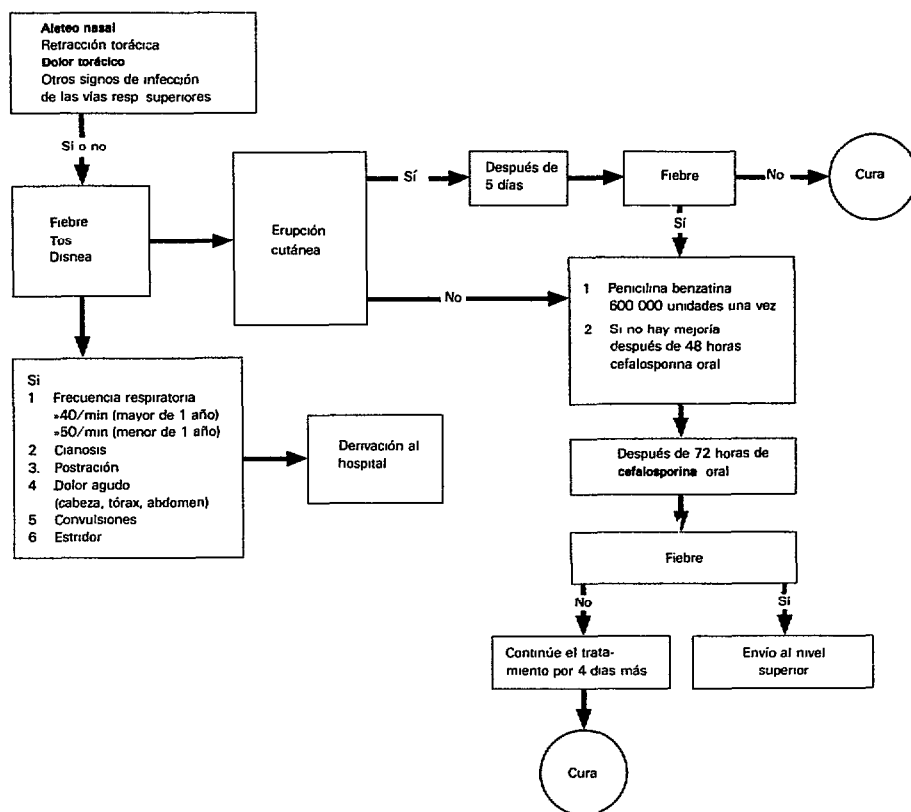 Aleteo nasal
Retracción torácica
Dolor torácico
Otros signos de infección
de las vías resp superiores
Sí o no
Fiebre
Tos
Disnea
Erupción
cutánea
Sí
Después de
5 días
Fiebre
No
Cura
Sí
No
1 Penicilina benzatina
600 000 unidades una vez
2 Si no hay mejoría
después de 48 horas
cefalosporina oral
Si
1 Frecuencia respiratoria
»40/min (mayor de 1 año)
»50/min (menor de 1 año)
2 Cianosis
3. Postración
4 Dolor agudo
(cabeza, tórax, abdomen)
5 Convulsiones
6 Estridor
Derivación al
hospital
Después de 72 horas de
cefalosporina oral
Fiebre
No
Sí
Continúe el trata-
miento por 4 días más
Envío al nivel
superior
Cura